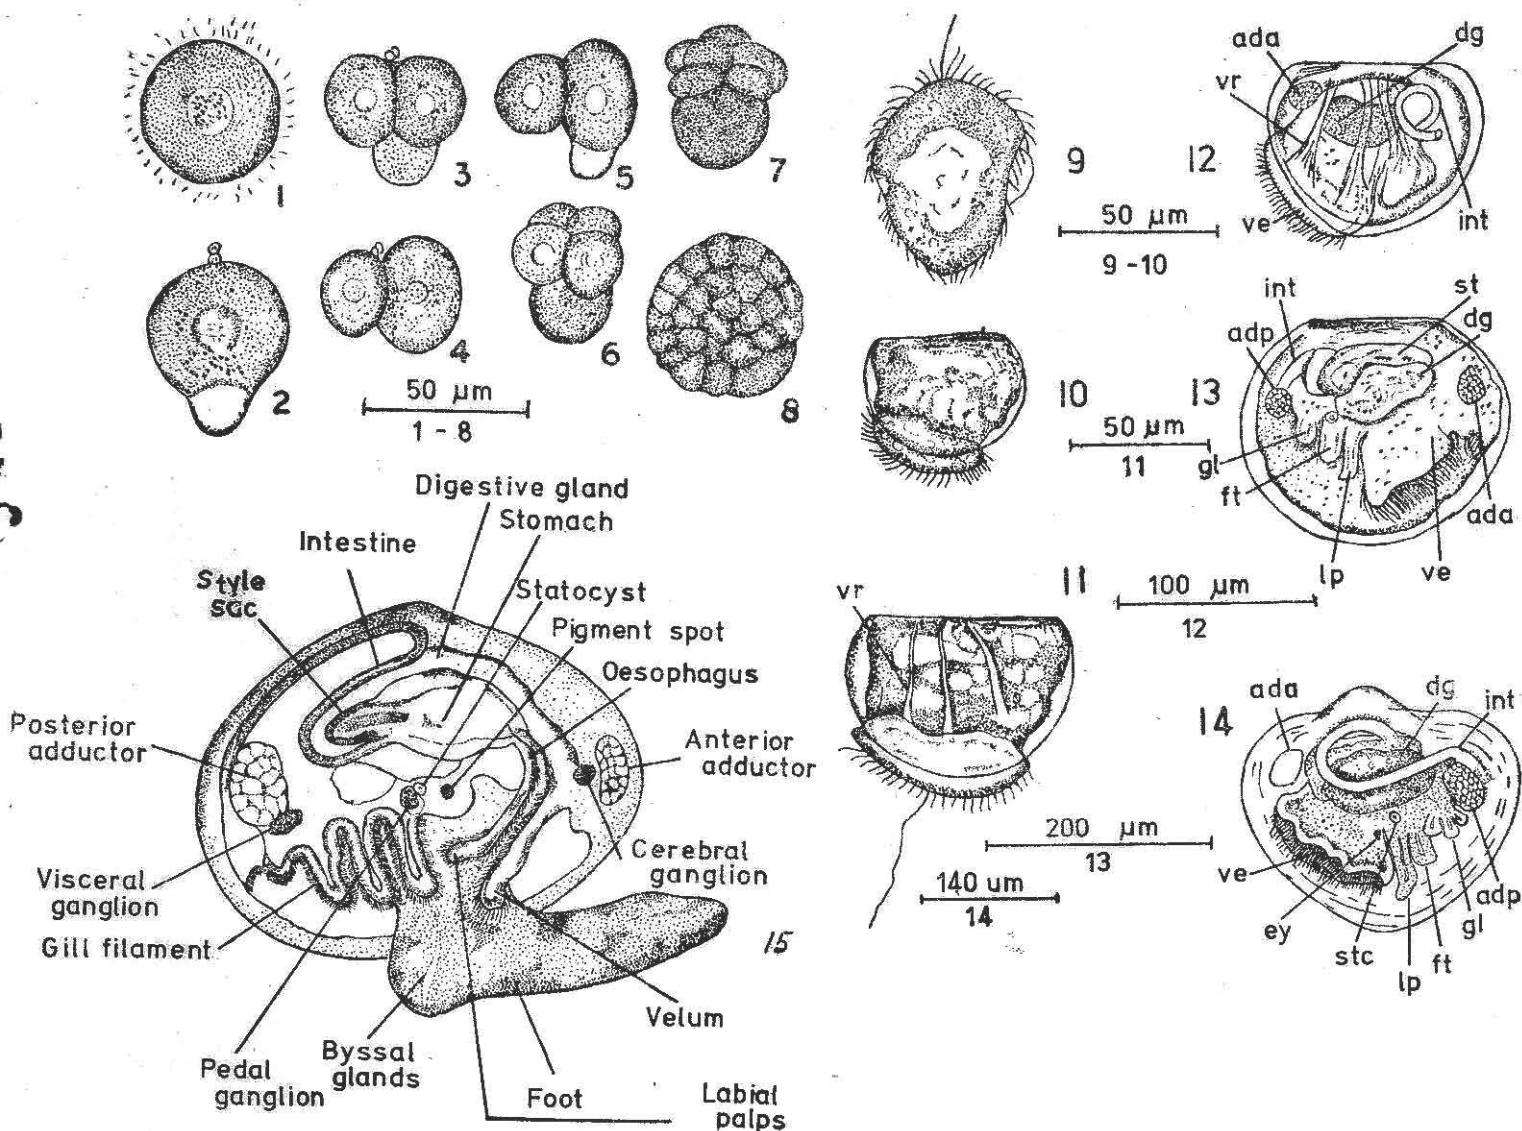 1
3
5
7
2
4
6
8
50 µm
1 - 8
9
50 µm
9 -10
10
50 µm
11
11
vr
100 µm
12
200 µm
13
140 um
14
ada
dg
vr
12
ve
int
int
st
adp
dg
13
gl
ft
lp
ve
ada
ada
dg
int
14
ve
ey
stc
lp
ft
gl
adp
Digestive gland
Stomach
Intestine
Style
sac
Statocyst
Pigment spot
Oesophagus
Posterior
adductor
Anterior
adductor
Cerebral
ganglion
Visceral
ganglion
Gill filament
15
Velum
Pedal
ganglion
Byssal
glands
Foot
Labial
palps